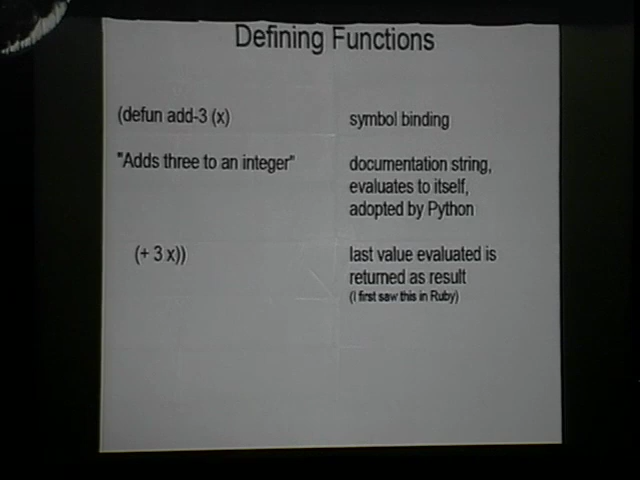 Defining Functions
(defun add-3 (x)
symbol binding
"Adds three to an integer"
documentation string,
evaluates to itself,
adopted by Python
(+ 3 x))
last value evaluated is
returned as result
(I first saw this in Ruby)